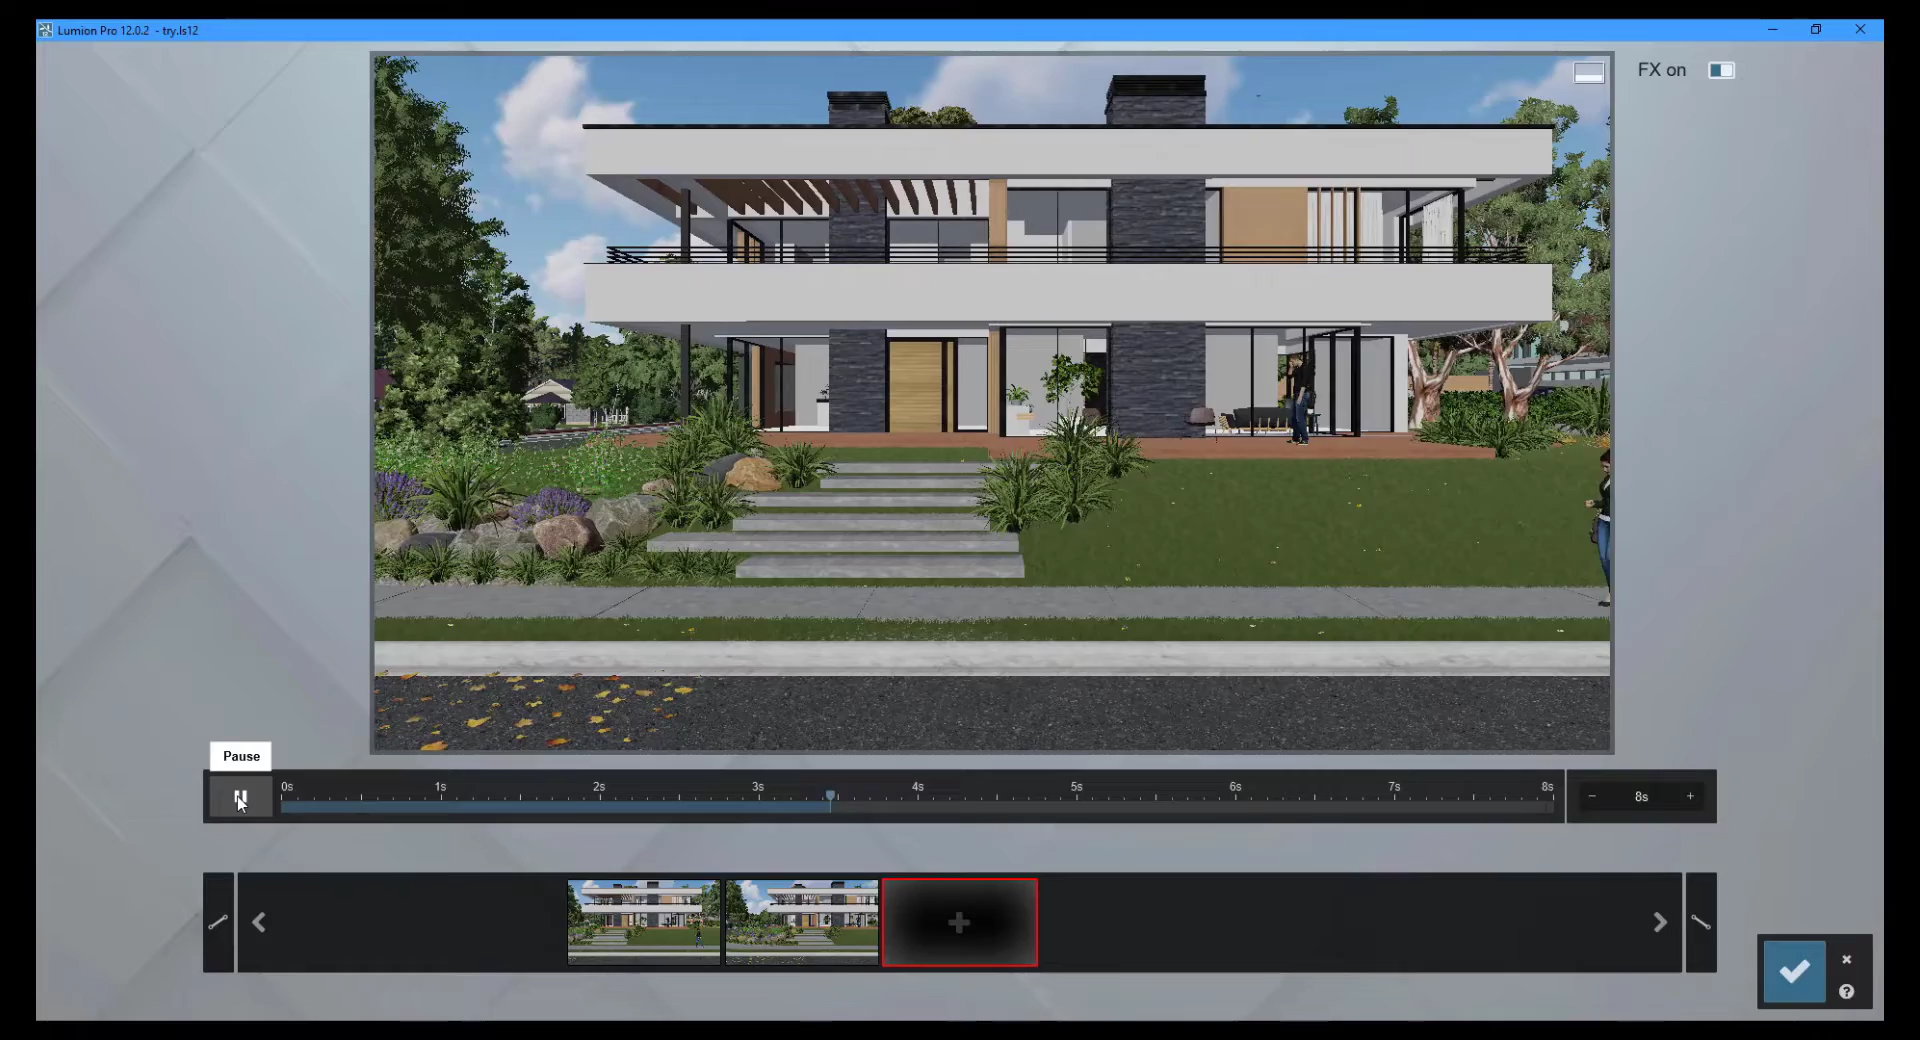 Lumion Pro 12.0.2 - try.ls12
FX on
Pause
0s 1s 2s 3s 4s 5s 6s 7s 8s
− 8s +